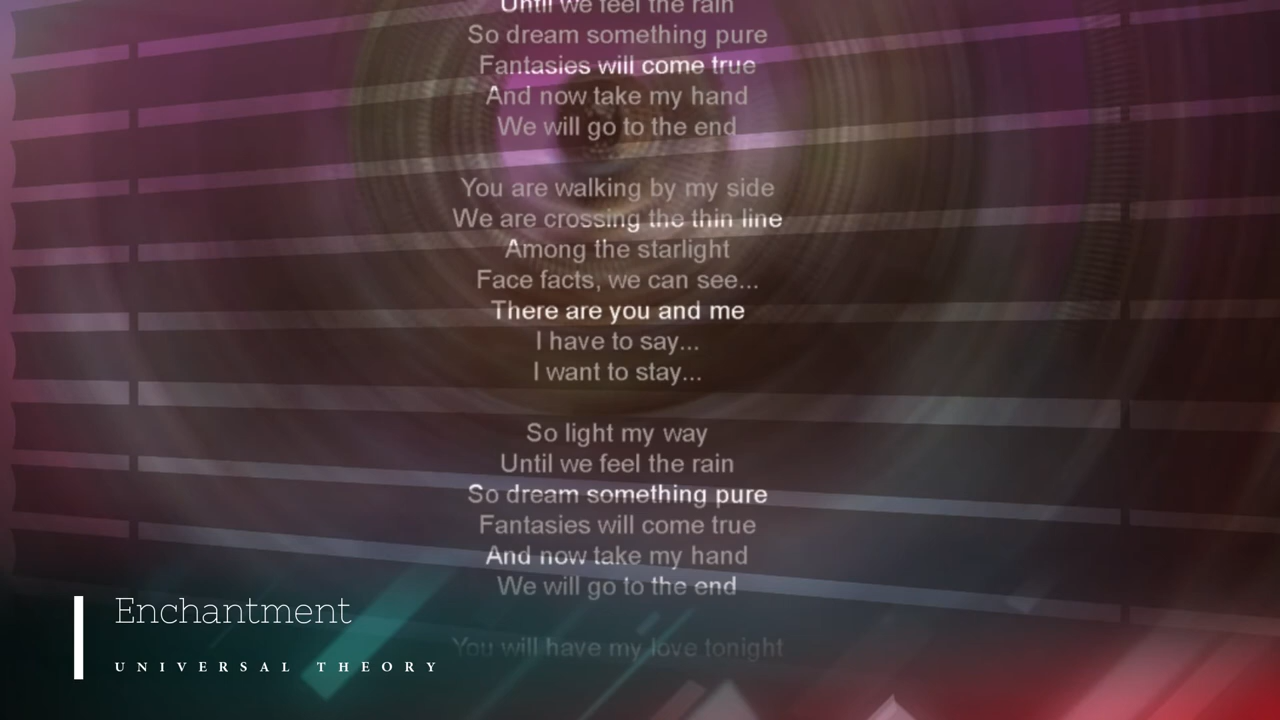 Until we feel the rain
So dream something pure
Fantasies will come true
And now take my hand
We will go to the end
You are walking by my side
We are crossing the thin line
Among the starlight
Face facts, we can see...
There are you and me
I have to say...
I want to stay...
So light my way
Until we feel the rain
So dream something pure
Fantasies will come true
And now take my hand
We will go to the end
You will have my love tonight
Enchantment
UNIVERSAL THEORY